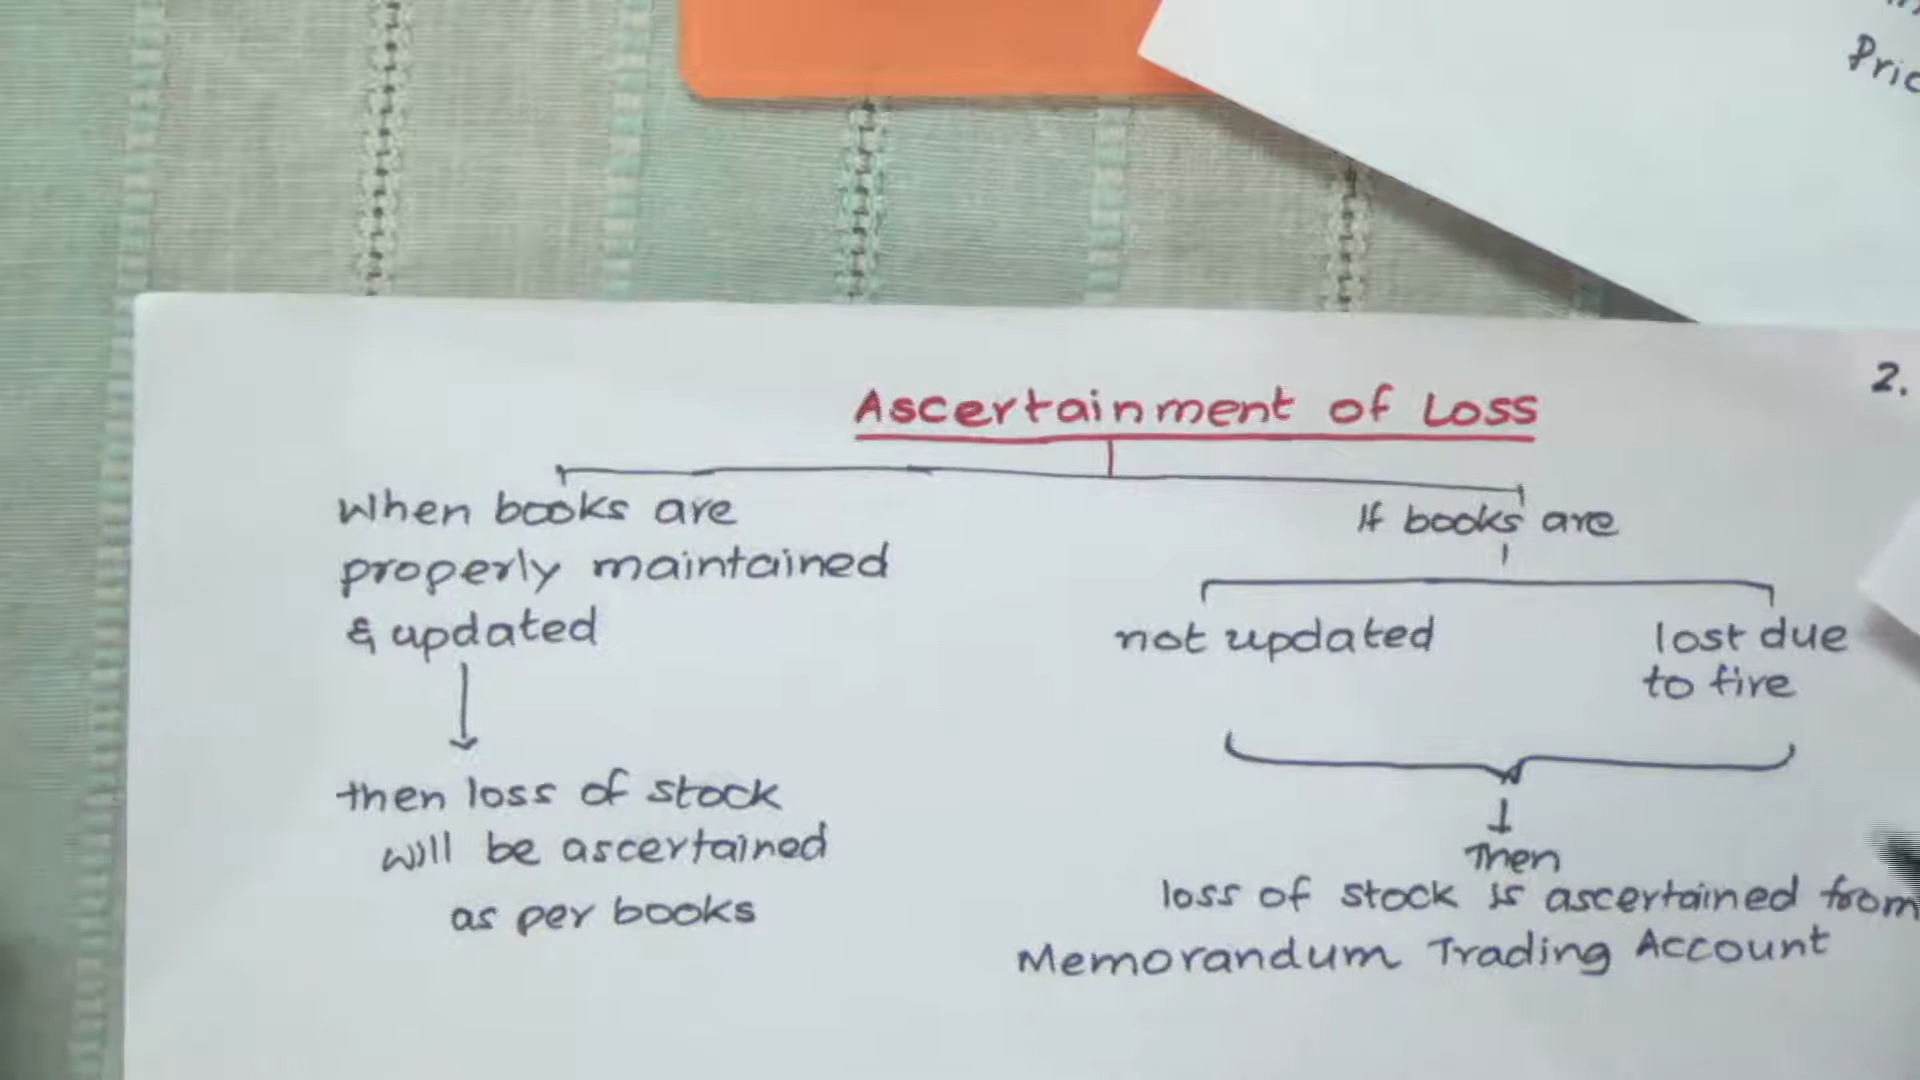 Ascertainment of Loss
2.
When books are
properly maintained
& updated
then loss of stock
will be ascertained
as per books
If books are
not updated
lost due
to fire
Then
loss of stock is ascertained from
Memorandum Trading Account